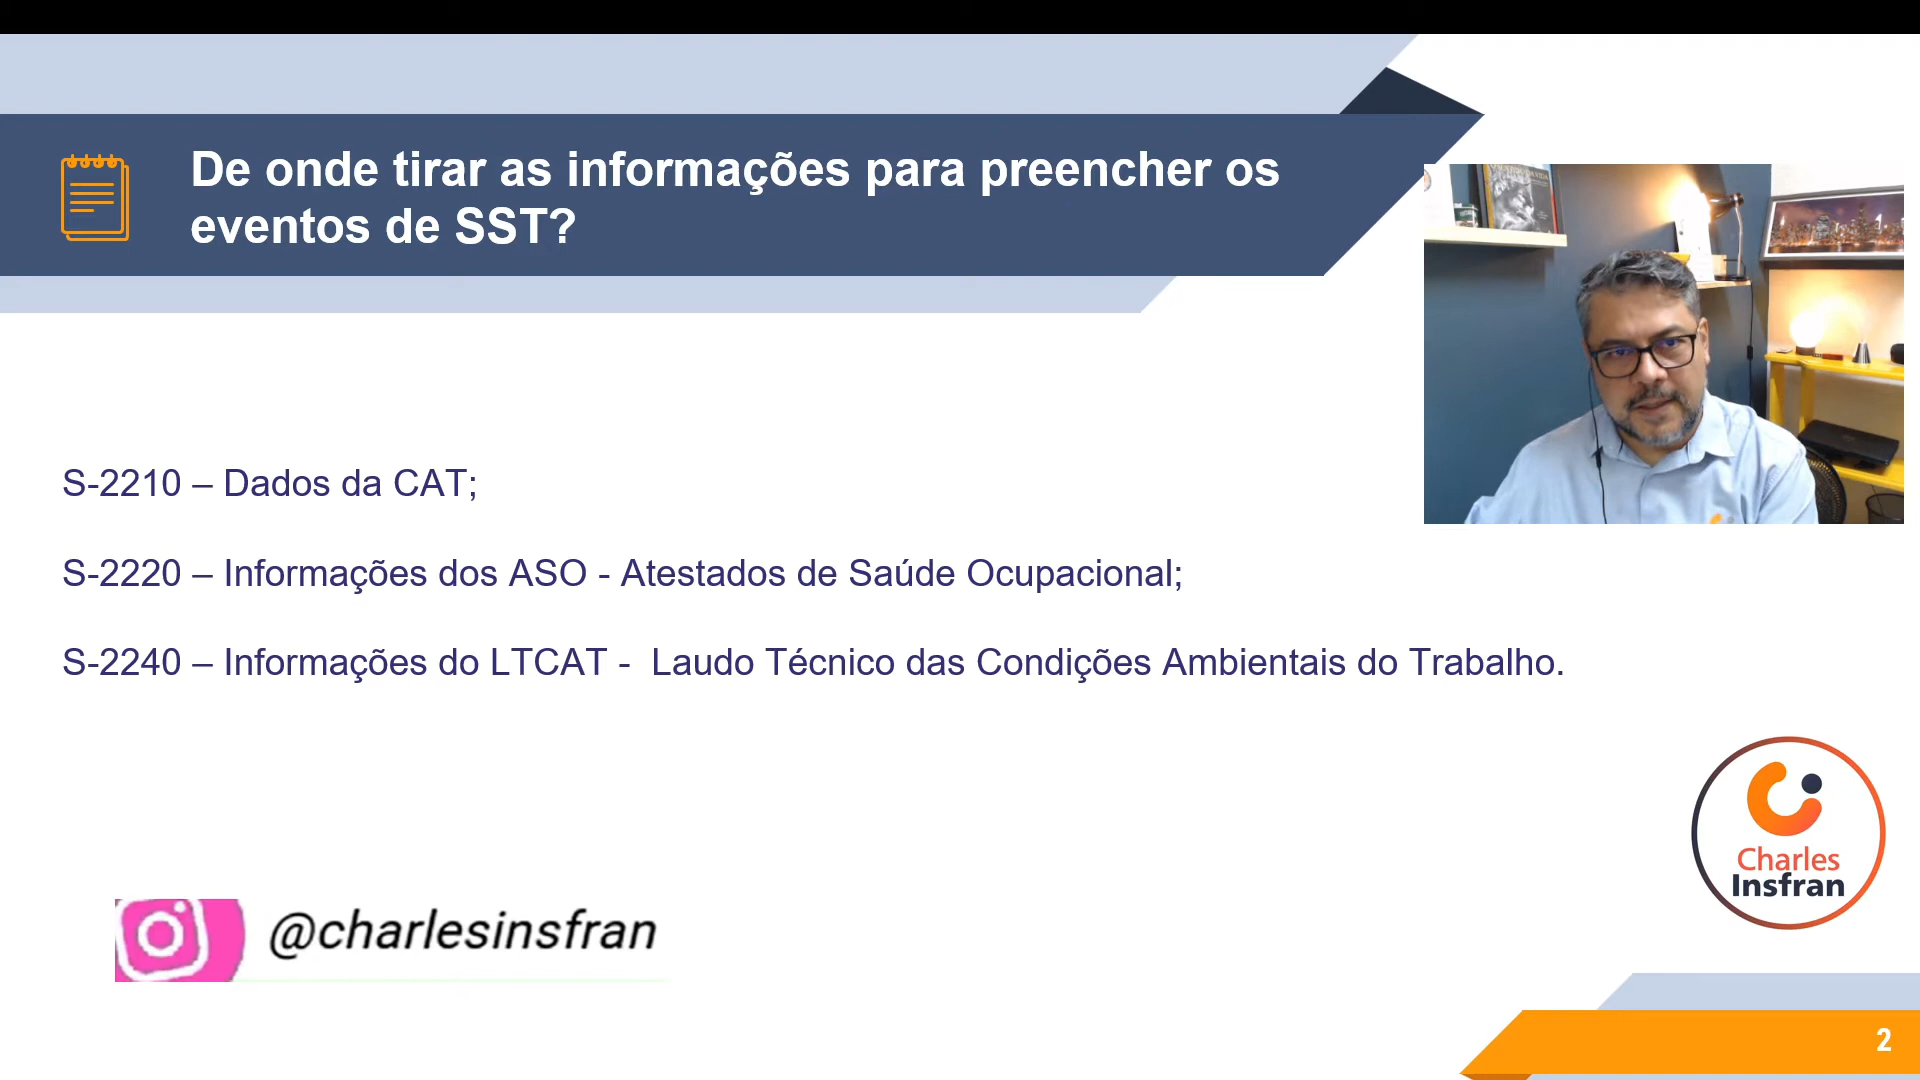 De onde tirar as informações para preencher os
eventos de SST?
S-2210 – Dados da CAT;
S-2220 – Informações dos ASO - Atestados de Saúde Ocupacional;
S-2240 – Informações do LTCAT -  Laudo Técnico das Condições Ambientais do Trabalho.
Charles
Insfran
@charlesinsfran
2